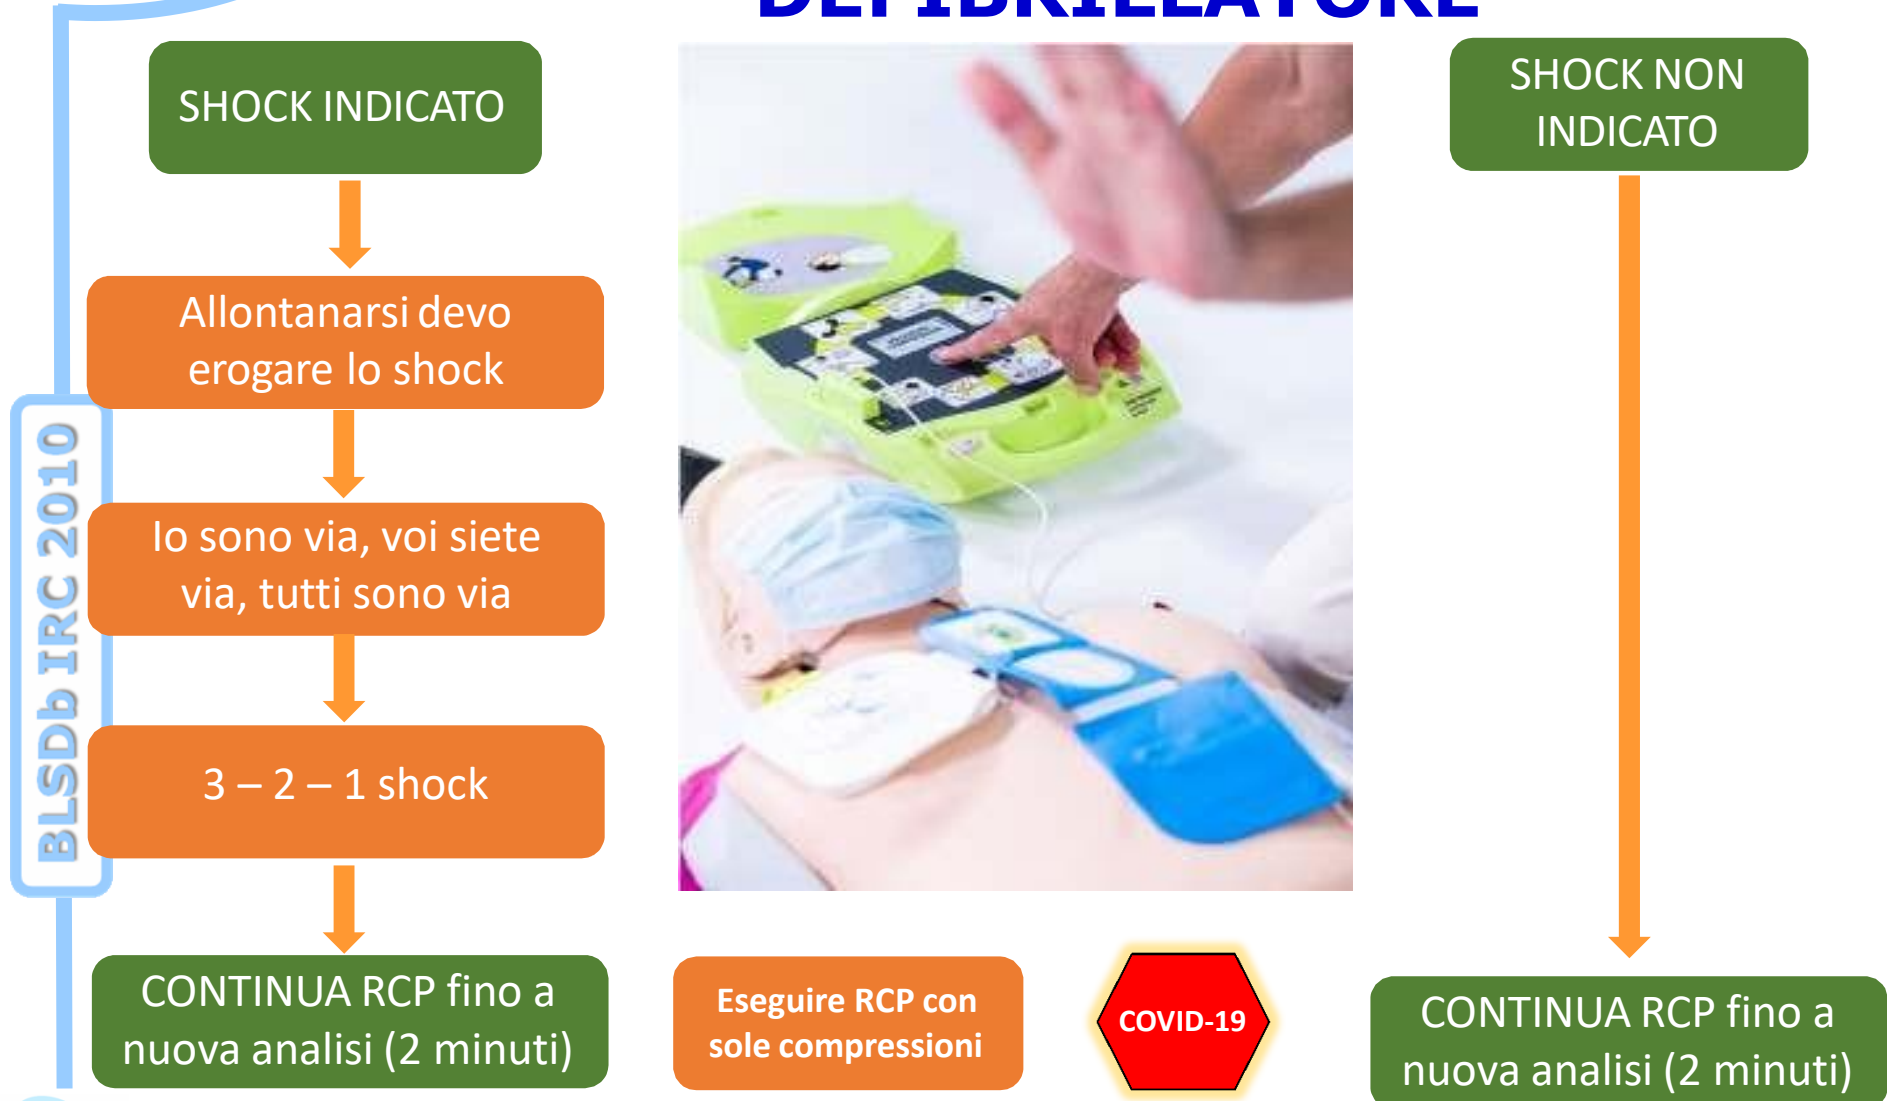 DEFIBRILLATORE
SHOCK INDICATO
Allontanarsi devo
erogare lo shock
Io sono via, voi siete
via, tutti sono via
3 – 2 – 1 shock
CONTINUA RCP fino a
nuova analisi (2 minuti)
BLSDb IRC 2010
Eseguire RCP con
sole compressioni
COVID-19
SHOCK NON
INDICATO
CONTINUA RCP fino a
nuova analisi (2 minuti)